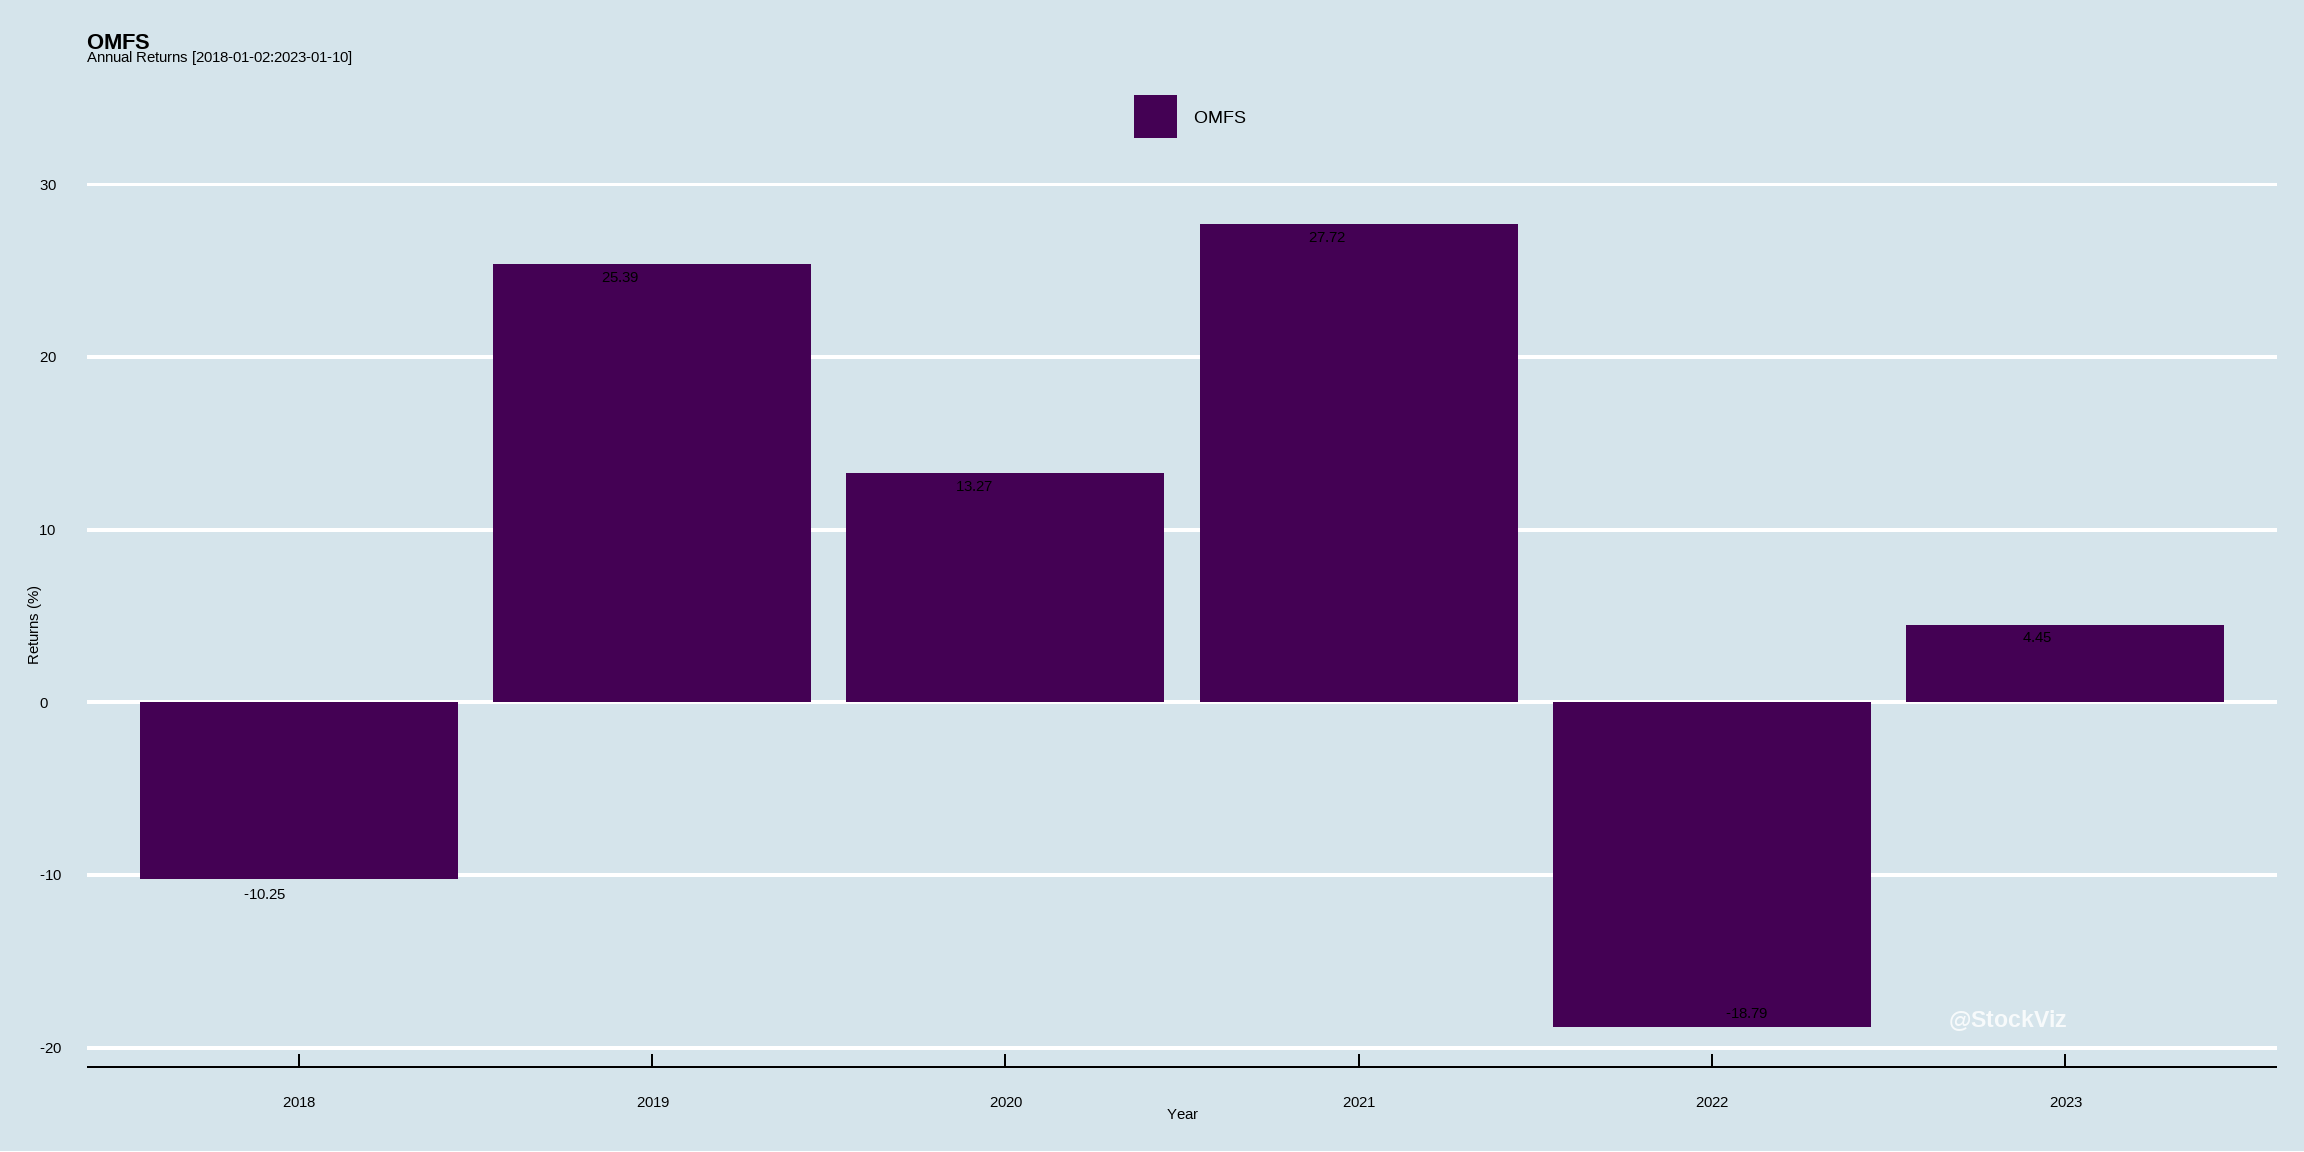 OMFS
Annual Returns [2018-01-02:2023-01-10]
OMFS
30
27.72
25.39
20
13.27
10
Returns (%)
4.45
0
-10
-10.25
-18.79
@StockViz
-20
2018 2019 2020 2021 2022 2023
Year